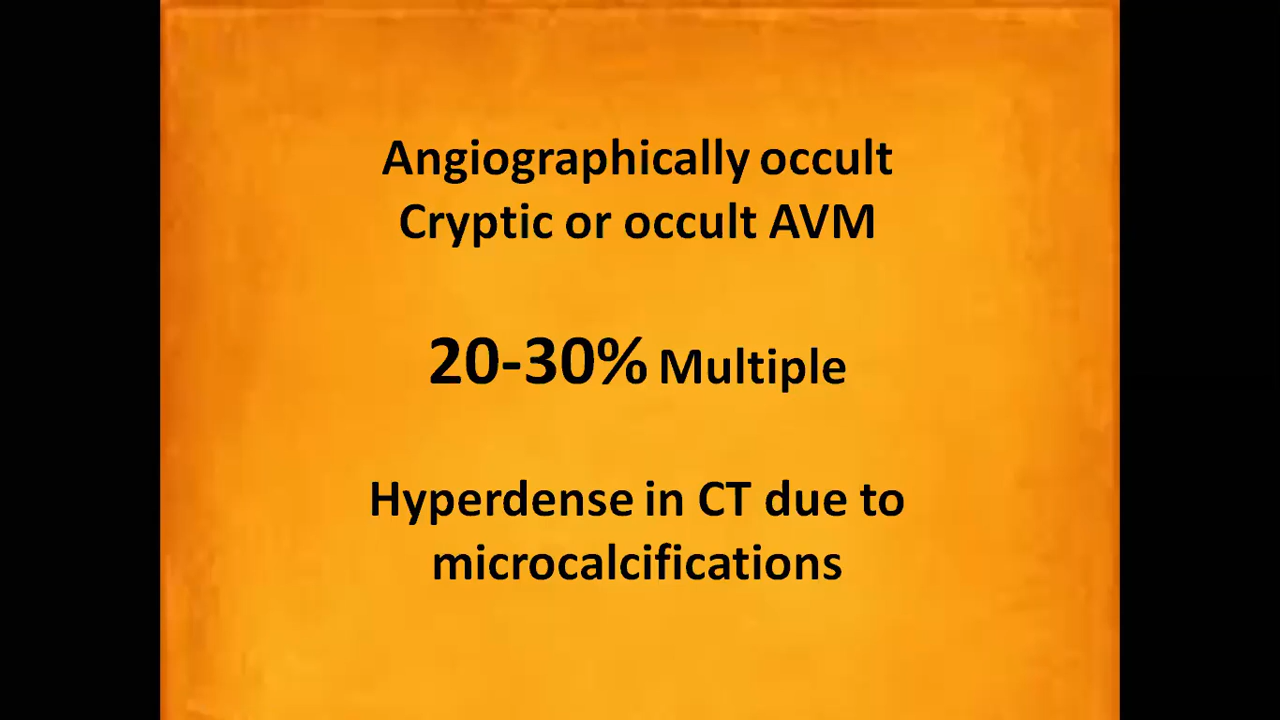 Angiographically occult
Cryptic or occult AVM
20-30% Multiple
Hyperdense in CT due to
microcalcifications